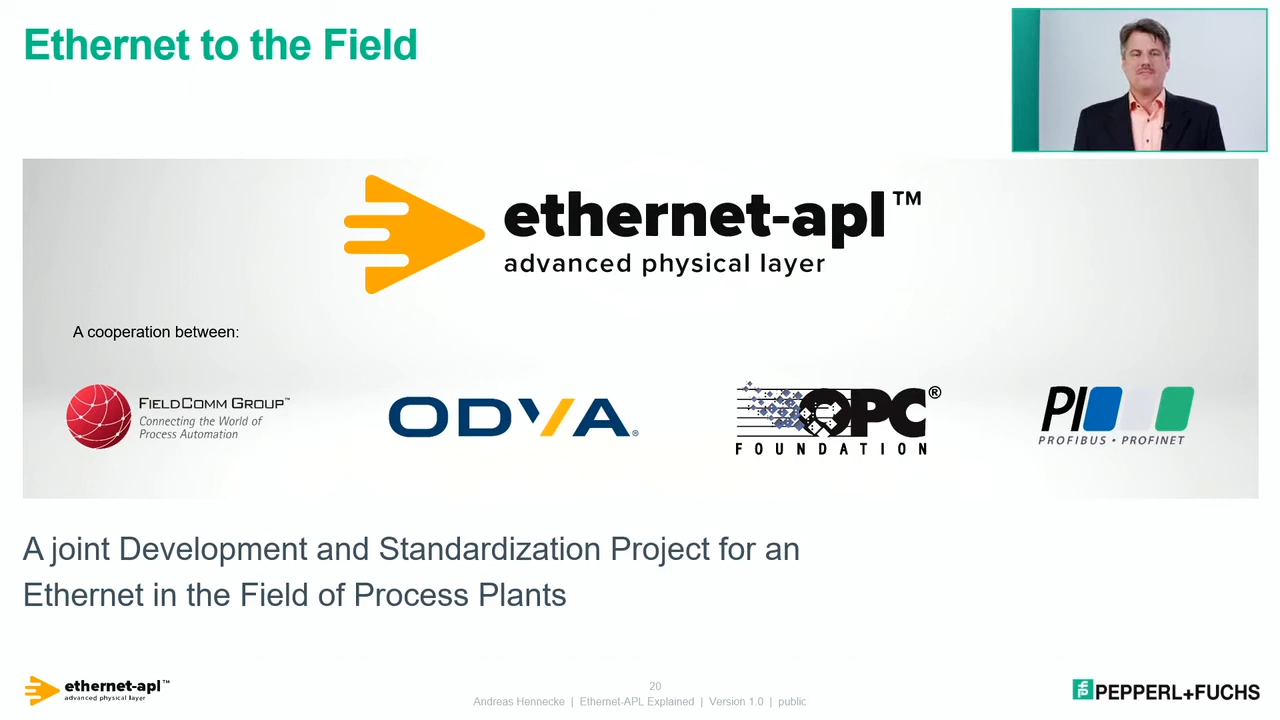 Ethernet to the Field
ethernet-apl™
advanced physical layer
A cooperation between:
FIELDCOMM GROUP™
Connecting the World of
Process Automation
ODVA®
OPC®
FOUNDATION
PI
PROFIBUS • PROFINET
A joint Development and Standardization Project for an
Ethernet in the Field of Process Plants
ethernet-apl™
advanced physical layer
20
Andreas Hennecke | Ethernet-APL Explained | Version 1.0 | public
PEPPERL+FUCHS